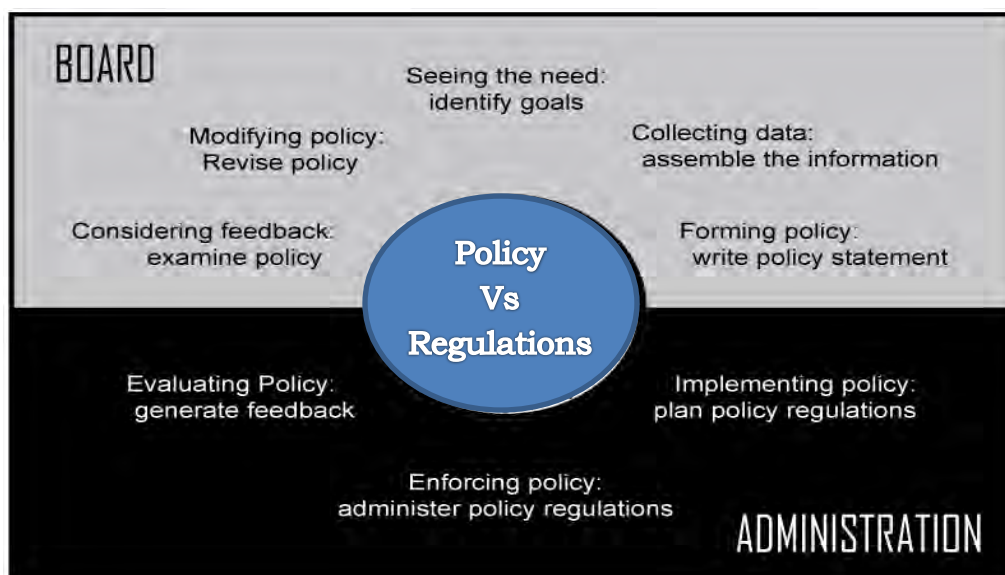 BOARD
Seeing the need:
identify goals
Modifying policy:
Revise policy
Collecting data:
assemble the information
Considering feedback:
examine policy
Forming policy:
write policy statement
Policy
Vs
Regulations
Evaluating Policy:
generate feedback
Implementing policy:
plan policy regulations
Enforcing policy:
administer policy regulations
ADMINISTRATION